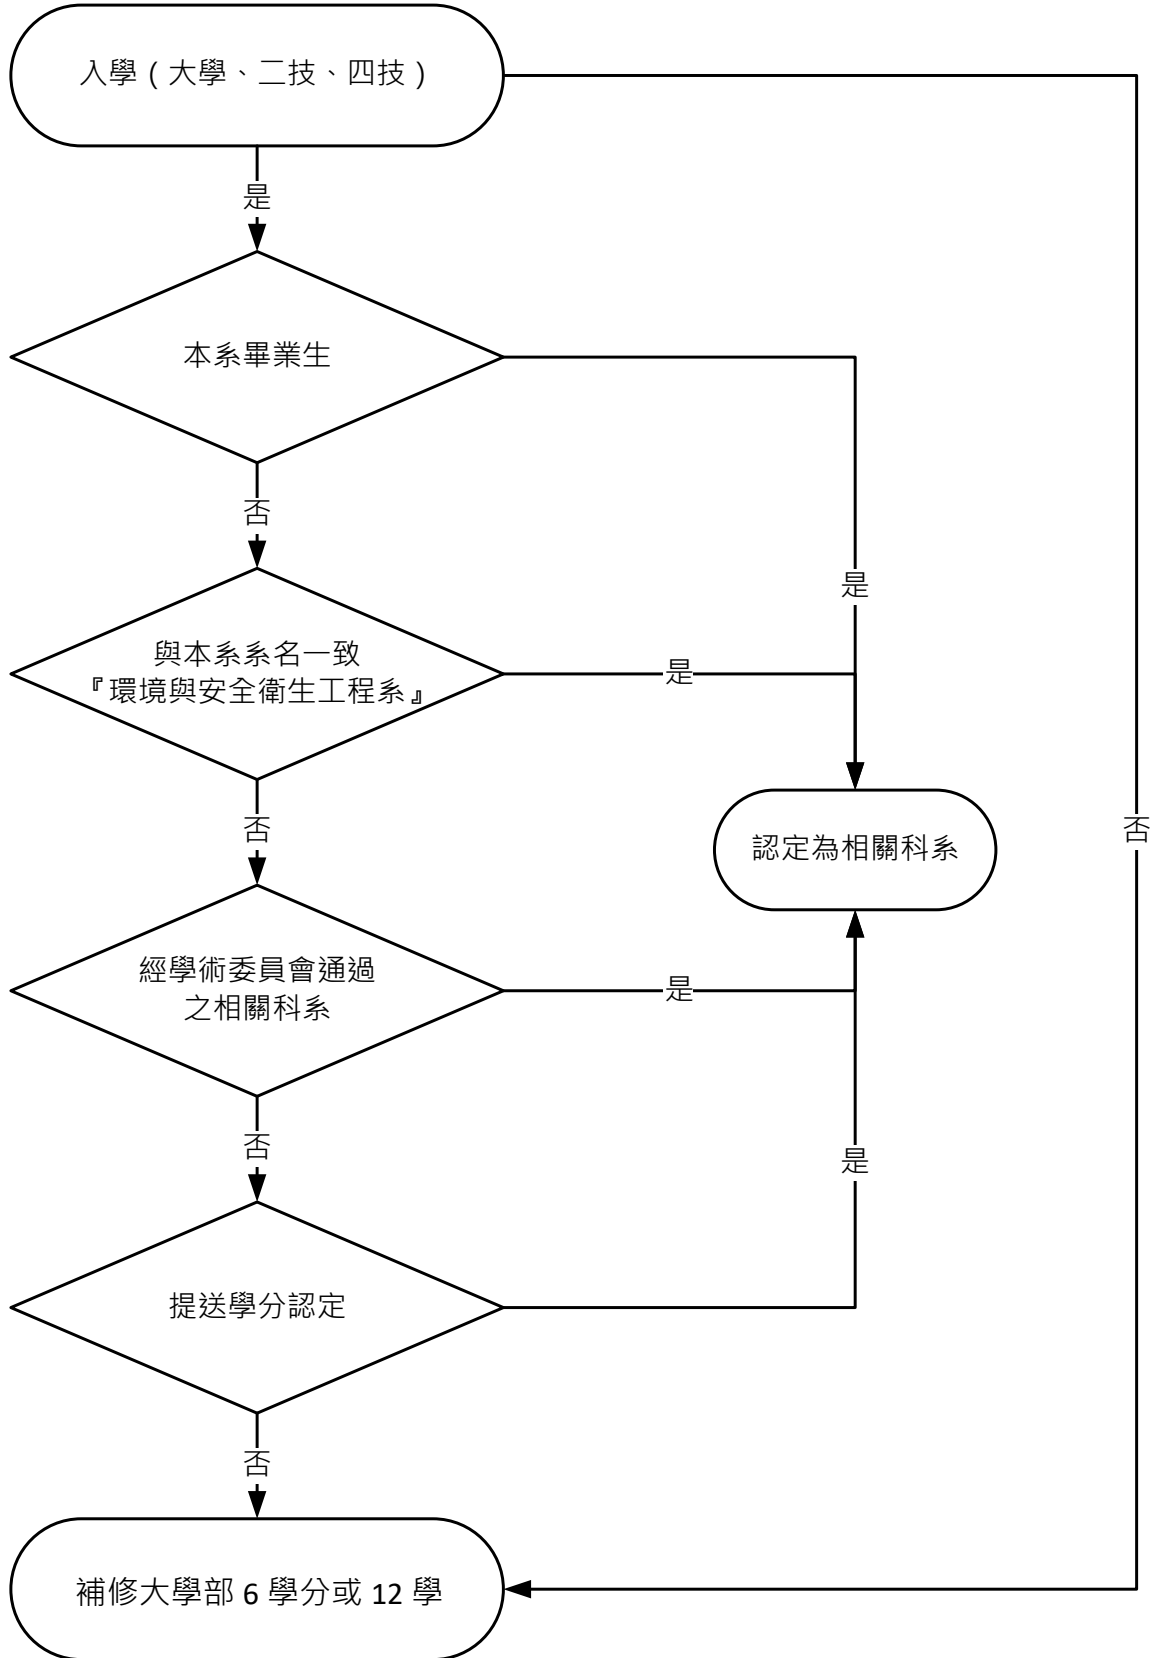 入學（大學、二技、四技）
是
本系畢業生
否
是
與本系系名一致
『環境與安全衛生工程系』
是
否
認定為相關科系
否
經學術委員會通過
之相關科系
是
否
是
提送學分認定
否
補修大學部 6 學分或 12 學